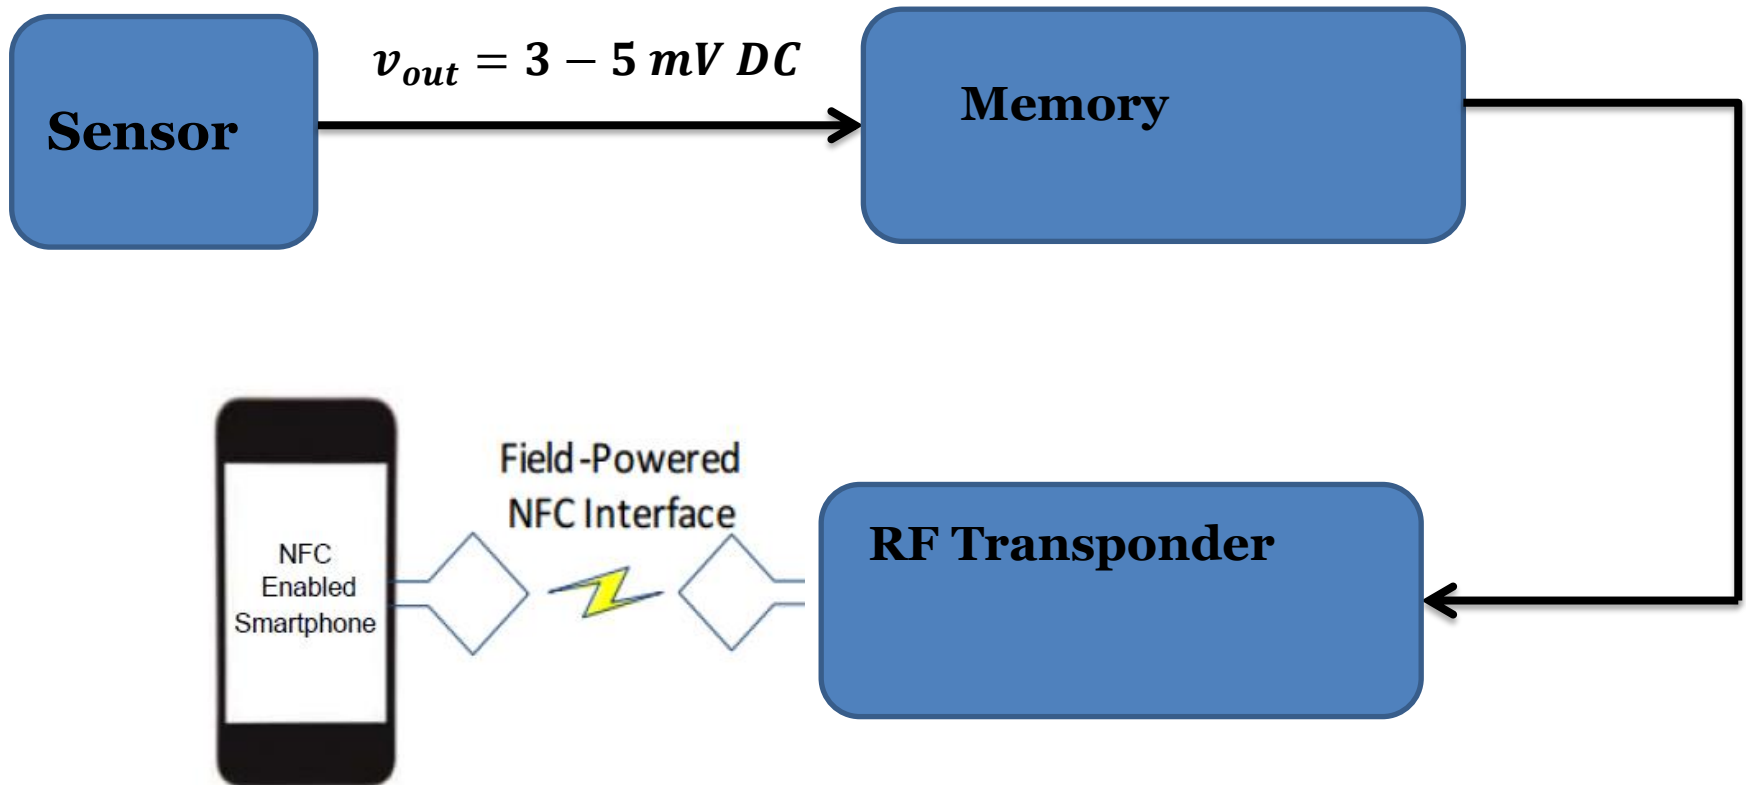 v_out = 3 − 5 mV DC
Sensor
Memory
Field-Powered
NFC Interface
RF Transponder
NFC
Enabled
Smartphone